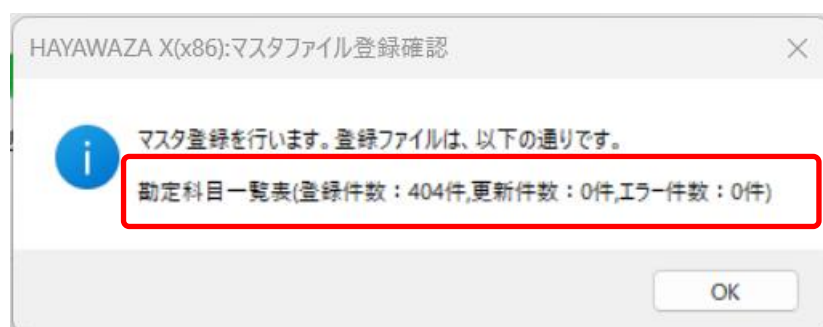 HAYAWAZA X(x86):マスタファイル登録確認
マスタ登録を行います。登録ファイルは、以下の通りです。
勘定科目一覧表(登録件数：404件,更新件数：0件,エラー件数：0件)
OK